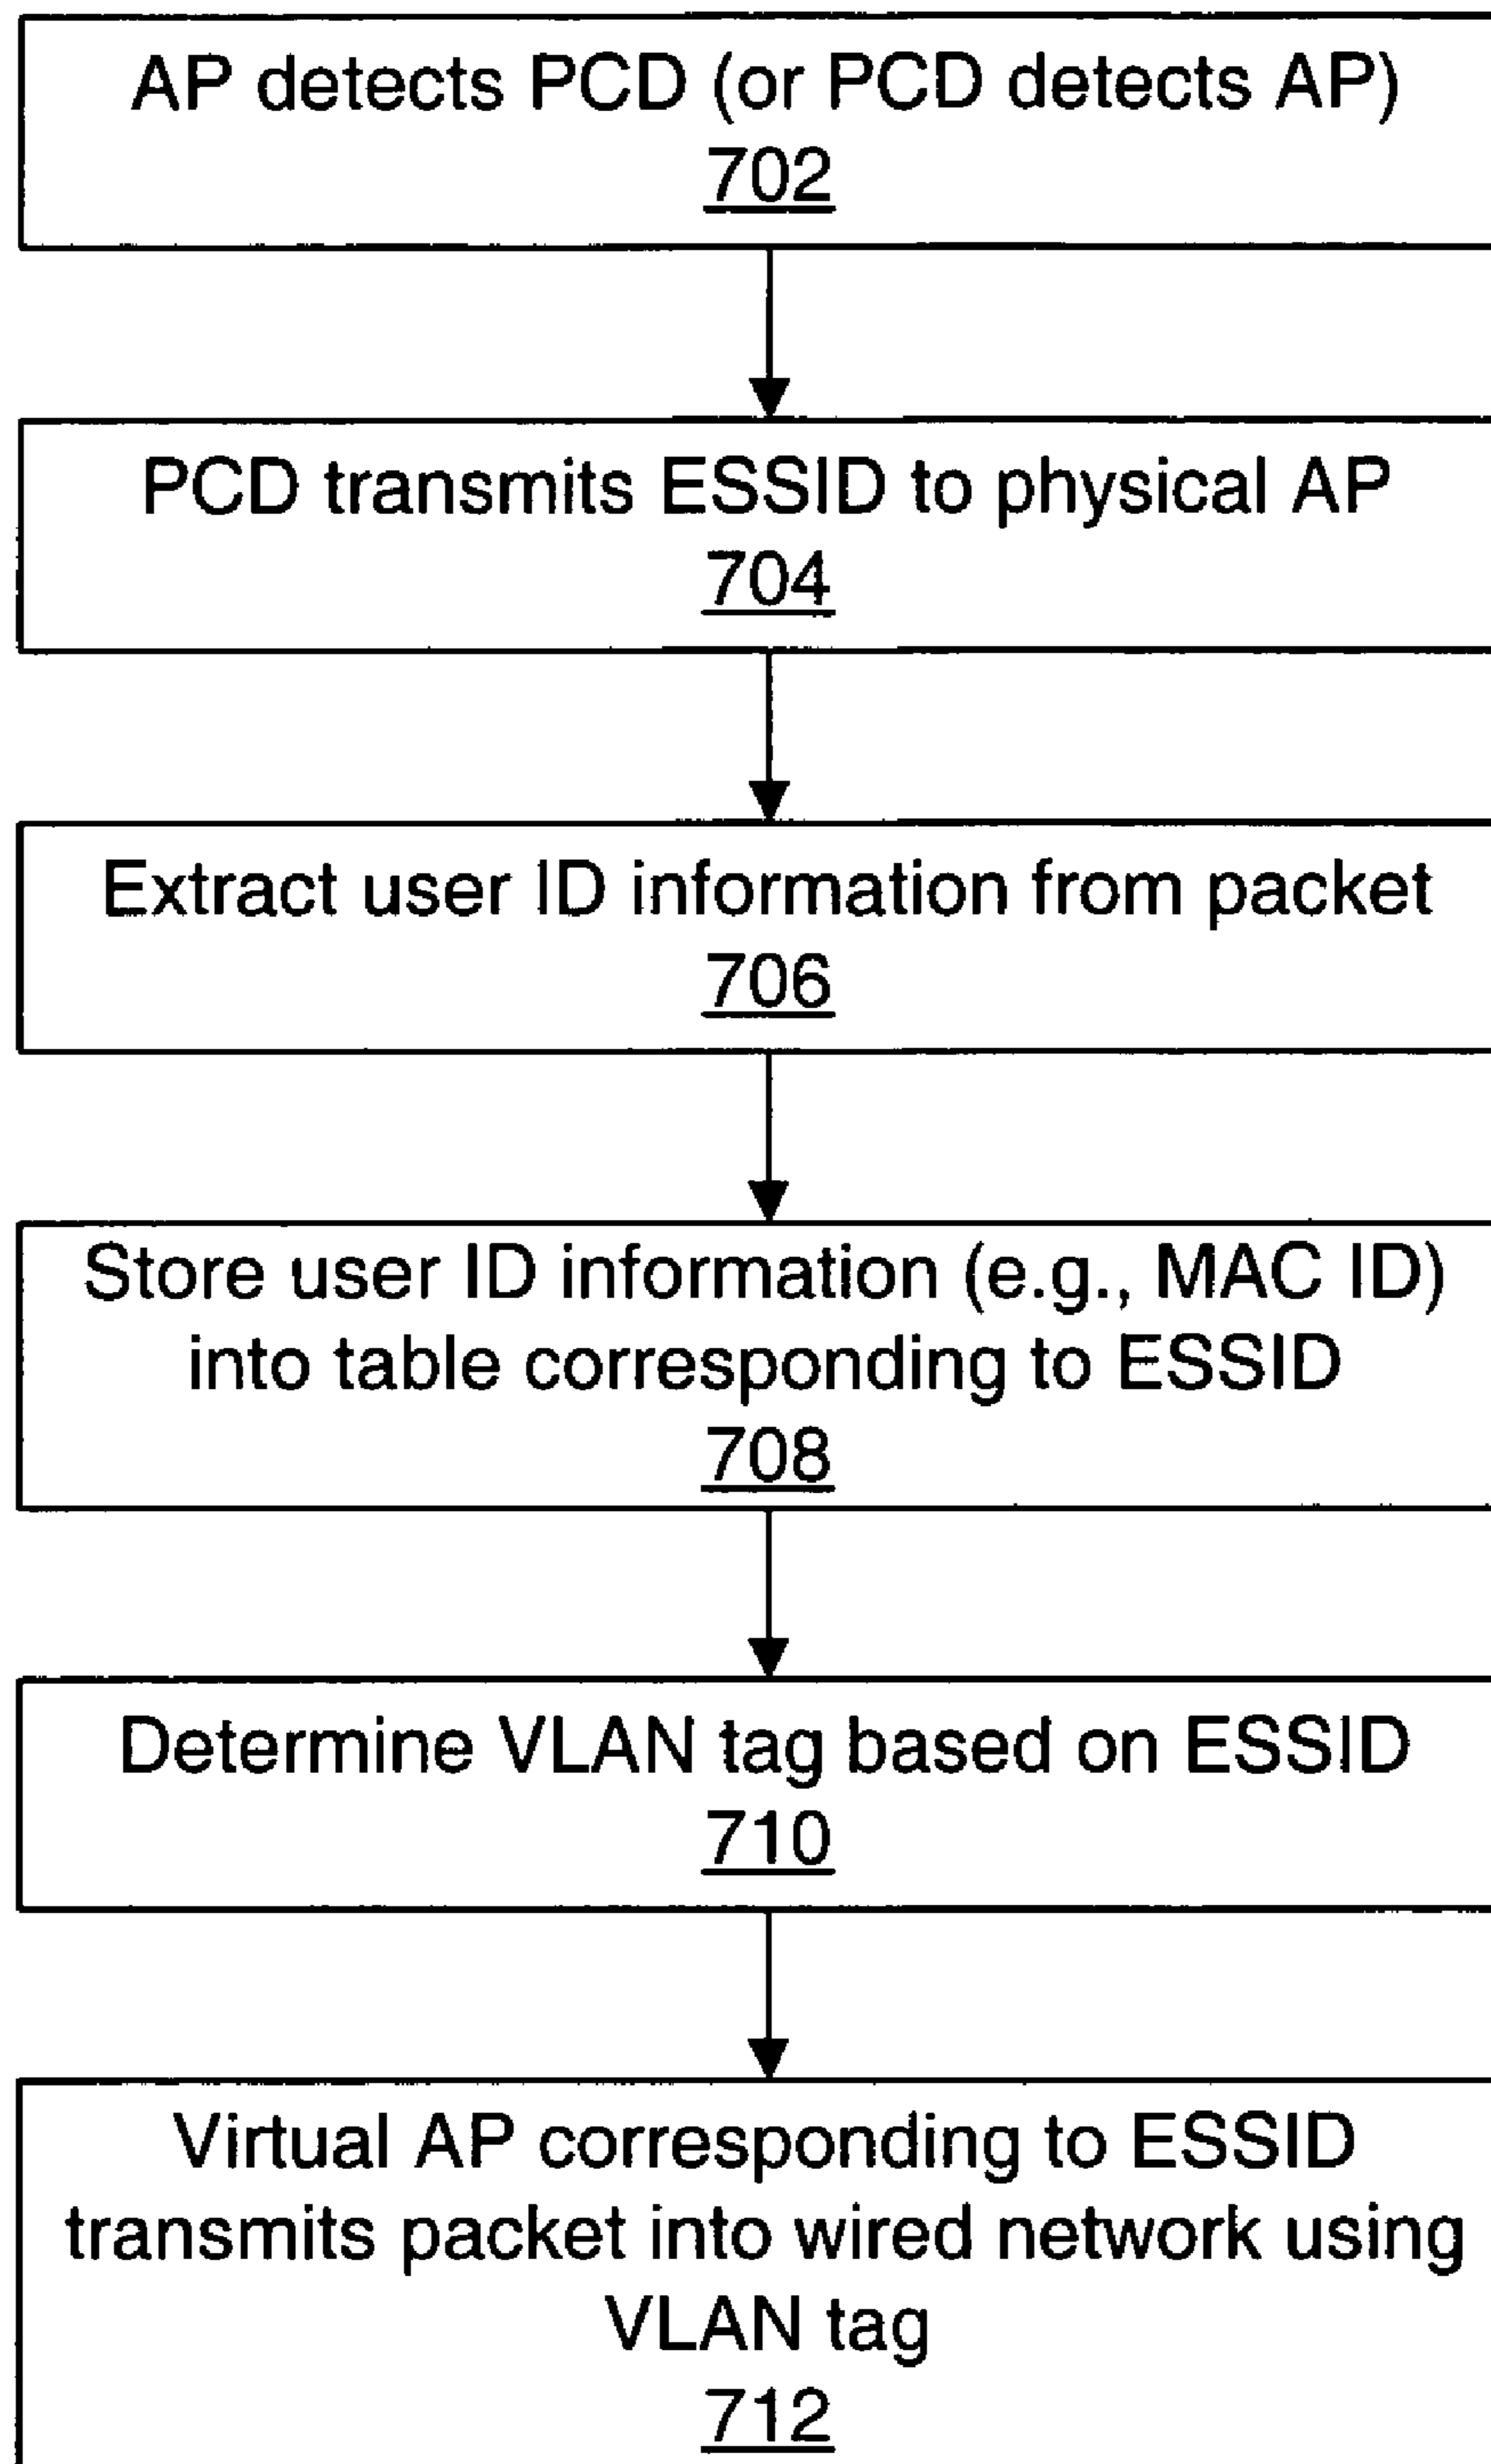 AP detects PCD (or PCD detects AP)
702
PCD transmits ESSID to physical AP
704
Extract user ID information from packet
706
Store user ID information (e.g., MAC ID)
into table corresponding to ESSID
708
Determine VLAN tag based on ESSID
710
Virtual AP corresponding to ESSID
transmits packet into wired network using
VLAN tag
712